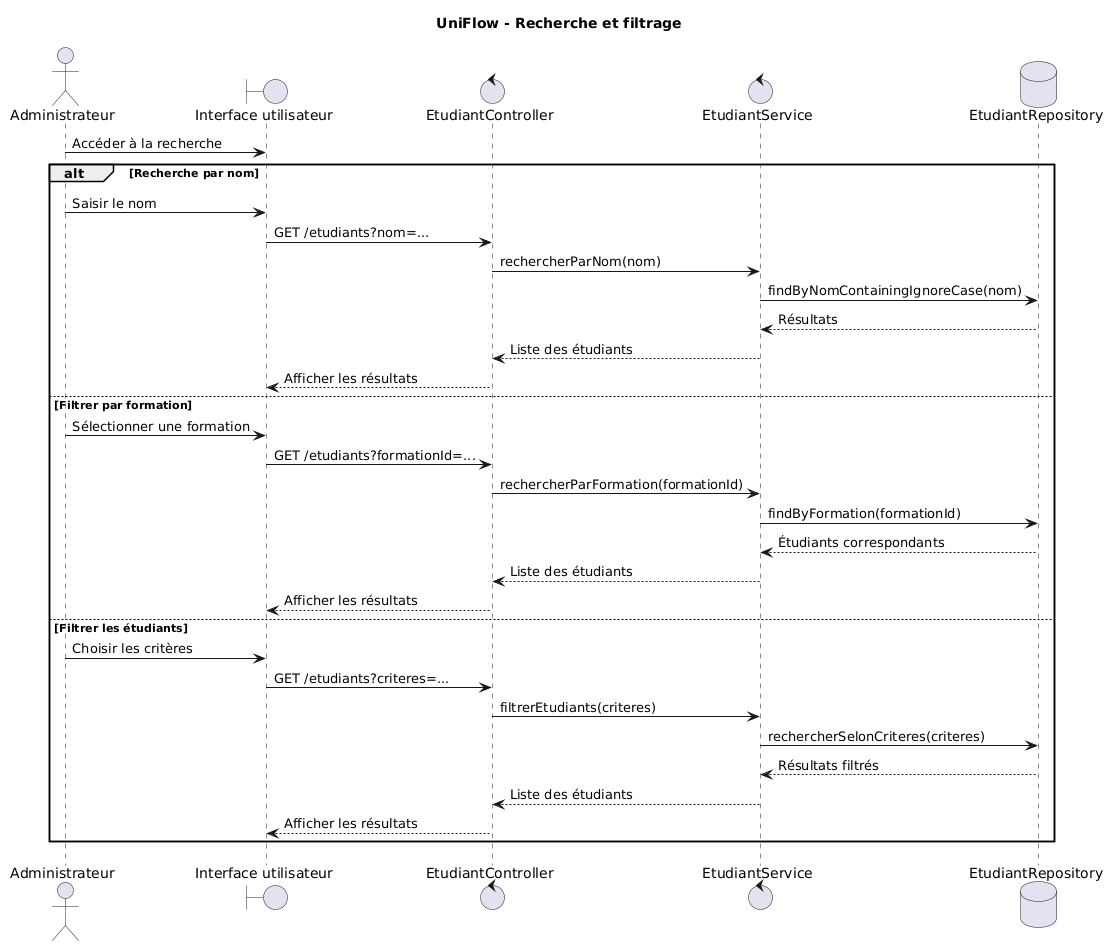 UniFlow - Recherche et filtrage
Administrateur
Interface utilisateur
EtudiantController
EtudiantService
EtudiantRepository
Accéder à la recherche
alt
[Recherche par nom]
Saisir le nom
GET /etudiants?nom=...
rechercherParNom(nom)
findByNomContainingIgnoreCase(nom)
Résultats
Liste des étudiants
Afficher les résultats
[Filtrer par formation]
Sélectionner une formation
GET /etudiants?formationId=...
rechercherParFormation(formationId)
findByFormation(formationId)
Étudiants correspondants
Liste des étudiants
Afficher les résultats
[Filtrer les étudiants]
Choisir les critères
GET /etudiants?criteres=...
filtrerEtudiants(criteres)
rechercherSelonCriteres(criteres)
Résultats filtrés
Liste des étudiants
Afficher les résultats
Administrateur
Interface utilisateur
EtudiantController
EtudiantService
EtudiantRepository